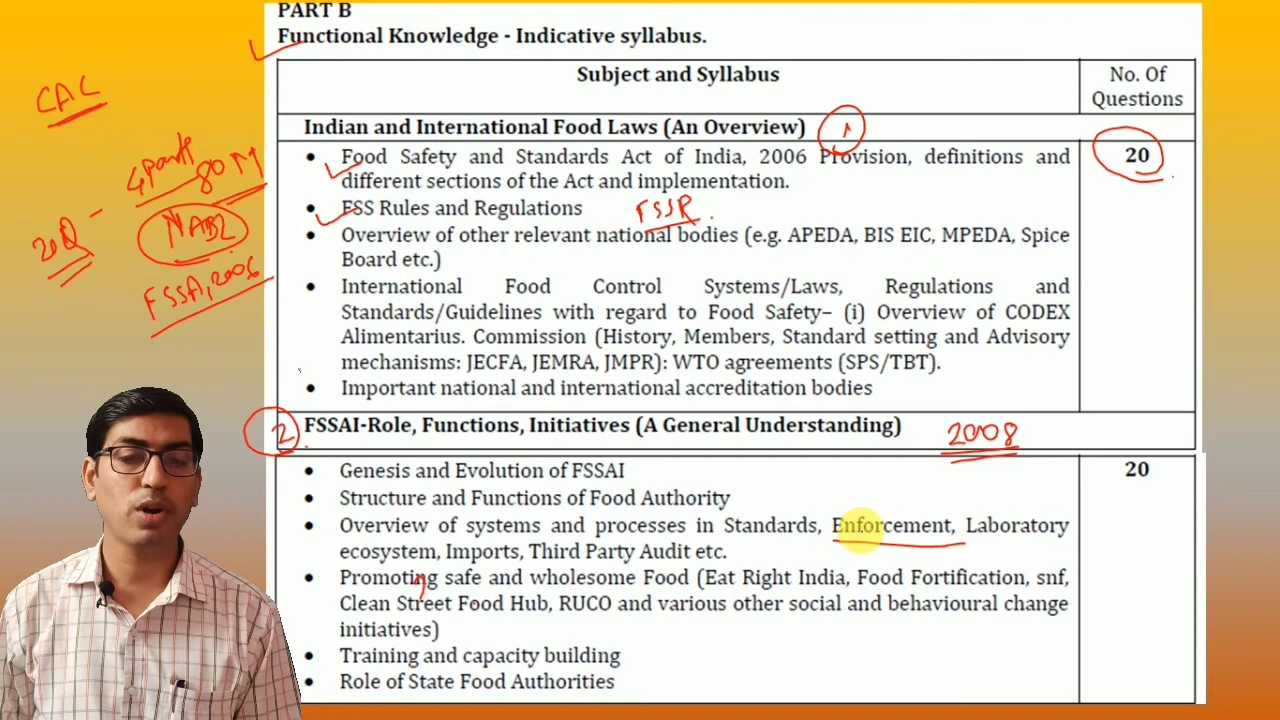 PART B
Functional Knowledge - Indicative syllabus.
Subject and Syllabus
No. Of
Questions
CAC
Indian and International Food Laws (An Overview)
1
• Food Safety and Standards Act of India, 2006 Provision, definitions and
different sections of the Act and implementation.
20
4 part
80 M
• FSS Rules and Regulations
FSSR
20Q -
NABL
• Overview of other relevant national bodies (e.g. APEDA, BIS EIC, MPEDA, Spice
Board etc.)
FSSA, 2006
• International Food Control Systems/Laws, Regulations and
Standards/Guidelines with regard to Food Safety– (i) Overview of CODEX
Alimentarius. Commission (History, Members, Standard setting and Advisory
mechanisms: JECFA, JEMRA, JMPR): WTO agreements (SPS/TBT).
• Important national and international accreditation bodies
2
FSSAI-Role, Functions, Initiatives (A General Understanding)
2008
• Genesis and Evolution of FSSAI
20
• Structure and Functions of Food Authority
• Overview of systems and processes in Standards, Enforcement, Laboratory
ecosystem, Imports, Third Party Audit etc.
• Promoting safe and wholesome Food (Eat Right India, Food Fortification, snf,
Clean Street Food Hub, RUCO and various other social and behavioural change
initiatives)
• Training and capacity building
• Role of State Food Authorities